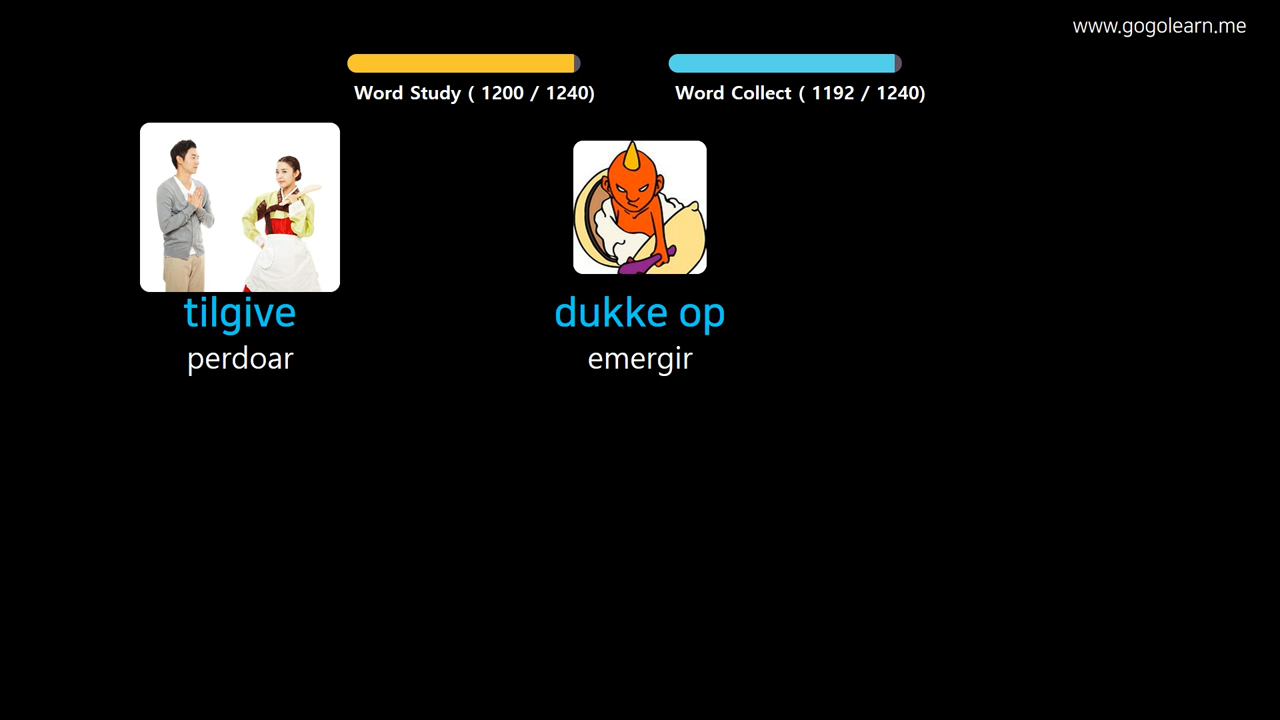 www.gogolearn.me
Word Study ( 1200 / 1240)
Word Collect ( 1192 / 1240)
tilgive
dukke op
perdoar
emergir